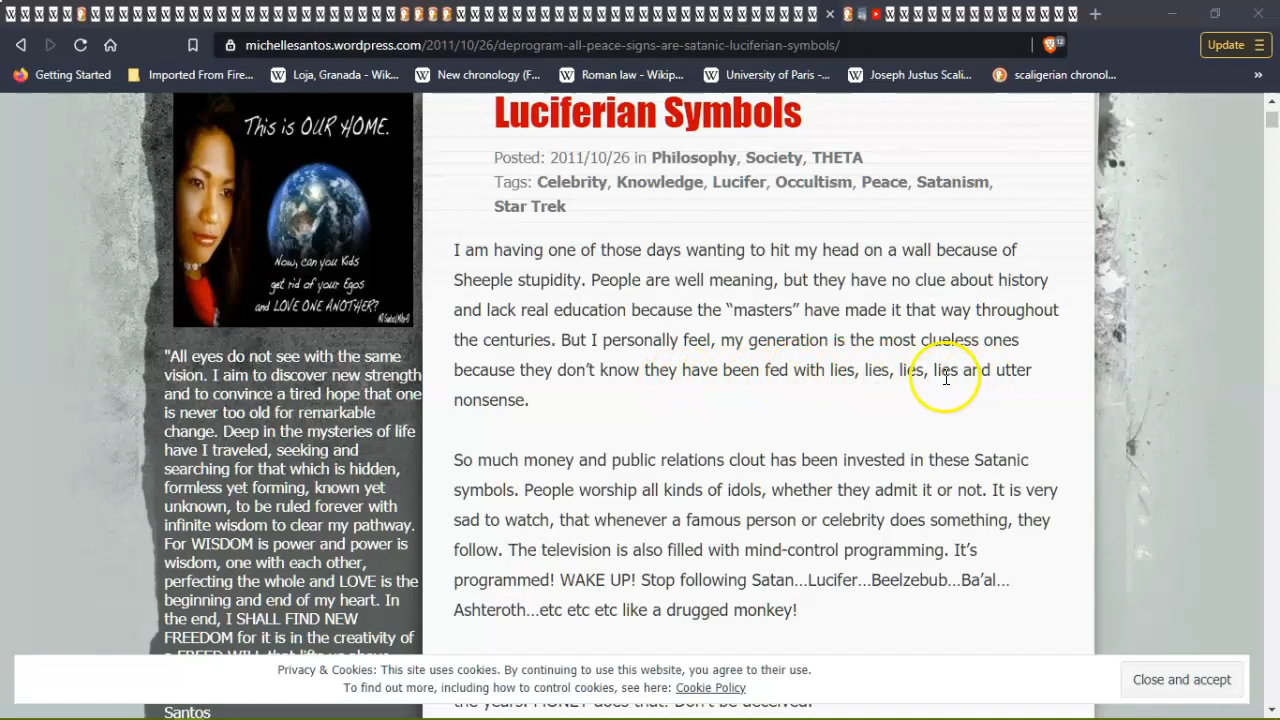 michellesantos.wordpress.com/2011/10/26/deprogram-all-peace-signs-are-satanic-luciferian-symbols/
12
Update
Getting Started
Imported From Fire...
Loja, Granada - Wik...
New chronology (F...
Roman law - Wikip...
University of Paris -...
Joseph Justus Scali...
scaligerian chronol...
»
This is OUR HOME.
Now, can you Kids
get rid of your Egos
and LOVE ONE ANOTHER?
"All eyes do not see with the same
vision. I aim to discover new strength
and to convince a tired hope that one
is never too old for remarkable
change. Deep in the mysteries of life
have I traveled, seeking and
searching for that which is hidden,
formless yet forming, known yet
unknown, to be ruled forever with
infinite wisdom to clear my pathway.
For WISDOM is power and power is
wisdom, one with each other,
perfecting the whole and LOVE is the
beginning and end of my heart. In
the end, I SHALL FIND NEW
FREEDOM for it is in the creativity of
a FREED WILL that lifts us above
Santos
Luciferian Symbols
Posted: 2011/10/26 in Philosophy, Society, THETA
Tags: Celebrity, Knowledge, Lucifer, Occultism, Peace, Satanism,
Star Trek
I am having one of those days wanting to hit my head on a wall because of
Sheeple stupidity. People are well meaning, but they have no clue about history
and lack real education because the “masters” have made it that way throughout
the centuries. But I personally feel, my generation is the most clueless ones
because they don’t know they have been fed with lies, lies, lies, lies and utter
nonsense.
So much money and public relations clout has been invested in these Satanic
symbols. People worship all kinds of idols, whether they admit it or not. It is very
sad to watch, that whenever a famous person or celebrity does something, they
follow. The television is also filled with mind-control programming. It’s
programmed! WAKE UP! Stop following Satan…Lucifer…Beelzebub…Ba’al…
Ashteroth…etc etc etc like a drugged monkey!
the years. MONEY does that. Don’t be deceived.
Privacy & Cookies: This site uses cookies. By continuing to use this website, you agree to their use.
To find out more, including how to control cookies, see here: Cookie Policy
Close and accept